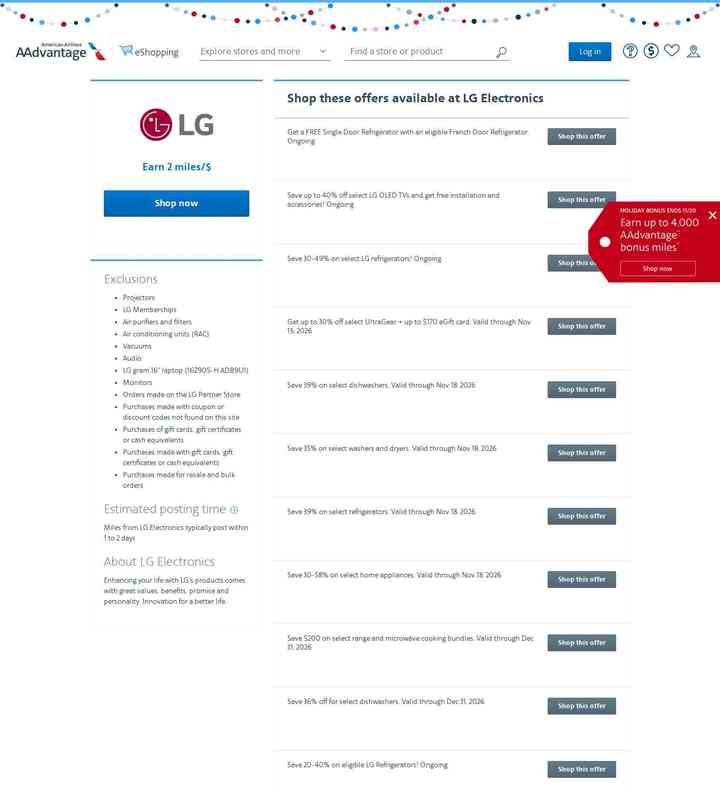 American Airlines
AAdvantage
eShopping
Explore stores and more
Find a store or product
Log in
LG
Earn 2 miles/$
Shop now
Exclusions
• Projectors
• LG Memberships
• Air purifiers and filters
• Air conditioning units (RAC)
• Vacuums
• Audio
• LG gram 16" laptop (16Z90S-H.ADB9U1)
• Monitors
• Orders made on the LG Partner Store
• Purchases made with coupon or
discount codes not found on this site
• Purchases of gift cards, gift certificates
or cash equivalents
• Purchases made with gift cards, gift
certificates or cash equivalents
• Purchases made for resale and bulk
orders
Estimated posting time
Miles from LG Electronics typically post within
1 to 2 days
About LG Electronics
Enhancing your life with LG's products comes
with great values, benefits, promise and
personality. Innovation for a better life.
Shop these offers available at LG Electronics
Get a FREE Single Door Refrigerator with an eligible French Door Refrigerator.
Ongoing
Shop this offer
Save up to 40% off select LG OLED TVs and get free installation and
accessories! Ongoing
Shop this offer
Save 30-49% on select LG refrigerators! Ongoing
Shop this o
Get up to 30% off select UltraGear + up to $170 eGift card. Valid through Nov
15, 2026
Shop this offer
Save 39% on select dishwashers. Valid through Nov 18, 2026
Shop this offer
Save 35% on select washers and dryers. Valid through Nov 18, 2026
Shop this offer
Save 39% on select refrigerators. Valid through Nov 18, 2026
Shop this offer
Save 30-58% on select home appliances. Valid through Nov 18, 2026
Shop this offer
Save $200 on select range and microwave cooking bundles. Valid through Dec
31, 2026
Shop this offer
Save 36% off for select dishwashers. Valid through Dec 31, 2026
Shop this offer
Save 20-40% on eligible LG Refrigerators! Ongoing
Shop this offer
HOLIDAY BONUS ENDS 11/20
Earn up to 4,000
AAdvantage®
bonus miles*
Shop now